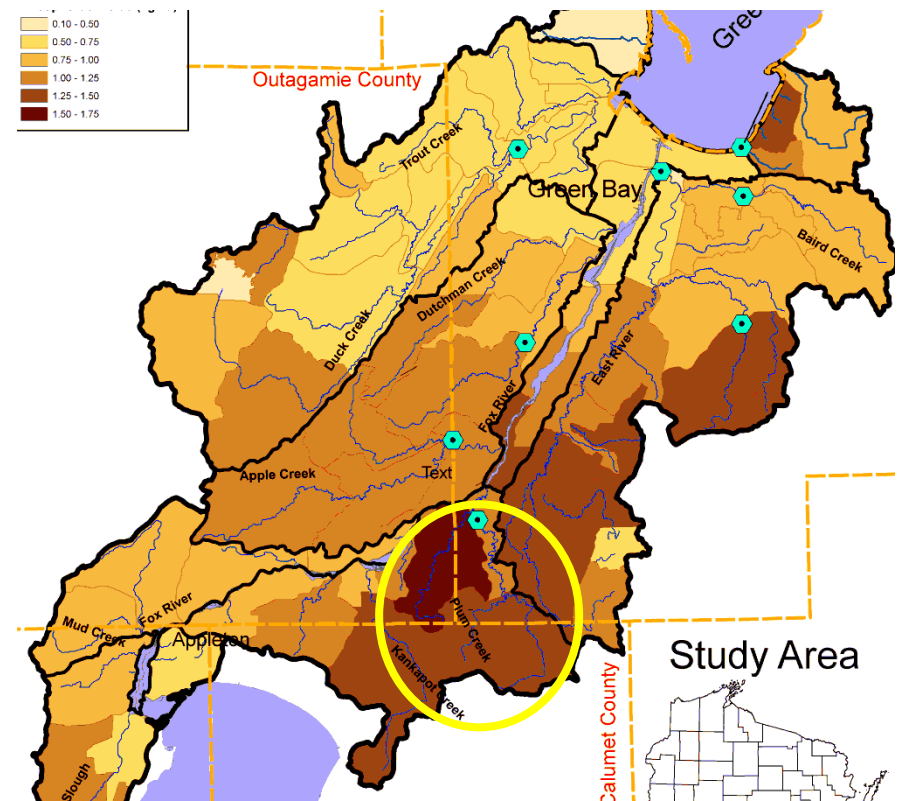 0.10 - 0.50
0.50 - 0.75
0.75 - 1.00
1.00 - 1.25
1.25 - 1.50
1.50 - 1.75
Outagamie County
Trout Creek
Green Bay
Baird Creek
Dutchman Creek
Duck Creek
East River
Fox River
Apple Creek
Text
Plum Creek
Fox River
Mud Creek
Appleton
Kankapot Creek
Study Area
Calumet County
Slough